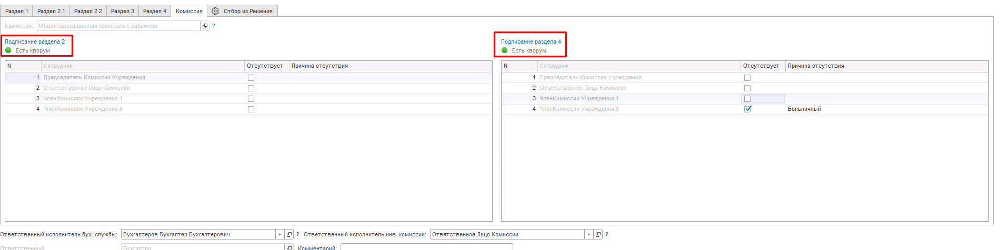 Раздел 1 Раздел 2.1 Раздел 2.2 Раздел 3 Раздел 4 Комиссия Отбор из Решения
Комиссия: Инвентаризационная комиссия с рабочими ?
Подписание раздела 2
Есть кворум
N Сотрудник Отсутствует Причина отсутствия
1 Председатель Комиссии Учреждения
2 Ответственное Лицо Комиссии
3 ЧленКомиссии Учреждения 1
4 ЧленКомиссии Учреждения 5
Подписание раздела 4
Есть кворум
N Сотрудник Отсутствует Причина отсутствия
1 Председатель Комиссии Учреждения
2 Ответственное Лицо Комиссии
3 ЧленКомиссии Учреждения 1
4 ЧленКомиссии Учреждения 5 Больничный
Ответственный исполнитель бух. службы: Бухгалтеров Бухгалтер Бухгалтерович ? Ответственный исполнитель инв. комиссии: Ответственное Лицо Комиссии ?
Ответственный: Бухгалтер Комментарий: